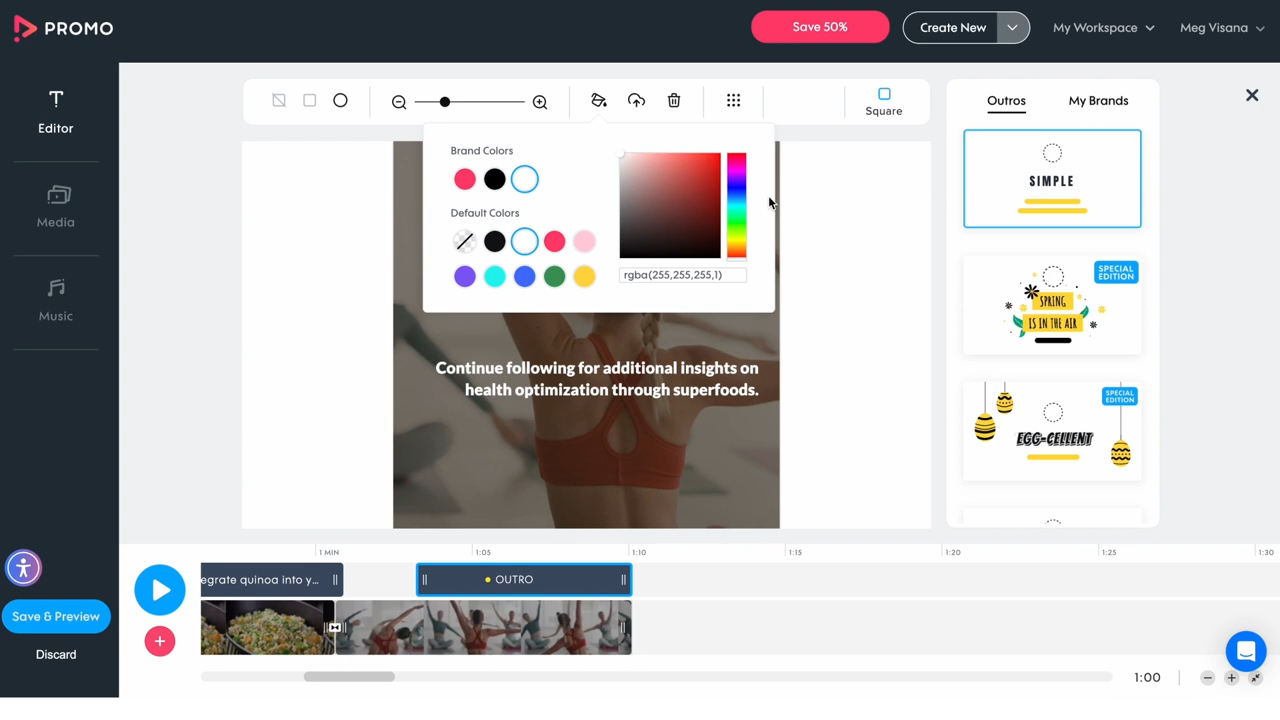 PROMO
Save 50%
Create New
My Workspace
Meg Visana
Editor
Media
Music
Save & Preview
Discard
Square
Brand Colors
Default Colors
rgba(255,255,255,1)
Continue following for additional insights on
health optimization through superfoods.
Outros
My Brands
SIMPLE
SPECIAL
EDITION
SPRING
IS IN THE AIR
SPECIAL
EDITION
EGG-CELLENT
1 MIN
1:05
1:10
1:15
1:20
1:25
1:30
egrate quinoa into y...
OUTRO
1:00